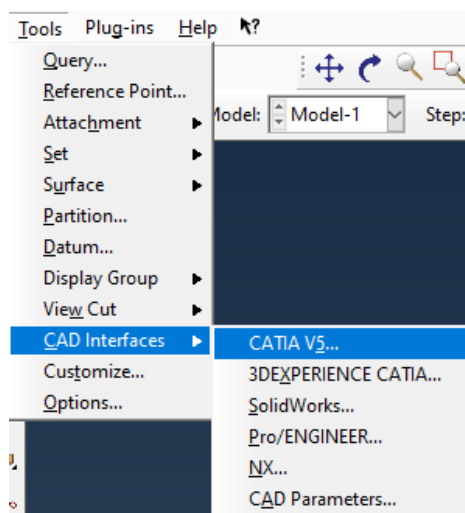 Tools Plug-ins Help
Query...
Reference Point...
Attachment
Model: Model-1 Step:
Set
Surface
Partition...
Datum...
Display Group
View Cut
CAD Interfaces
CATIA V5...
Customize...
3DEXPERIENCE CATIA...
Options...
SolidWorks...
Pro/ENGINEER...
NX...
CAD Parameters...